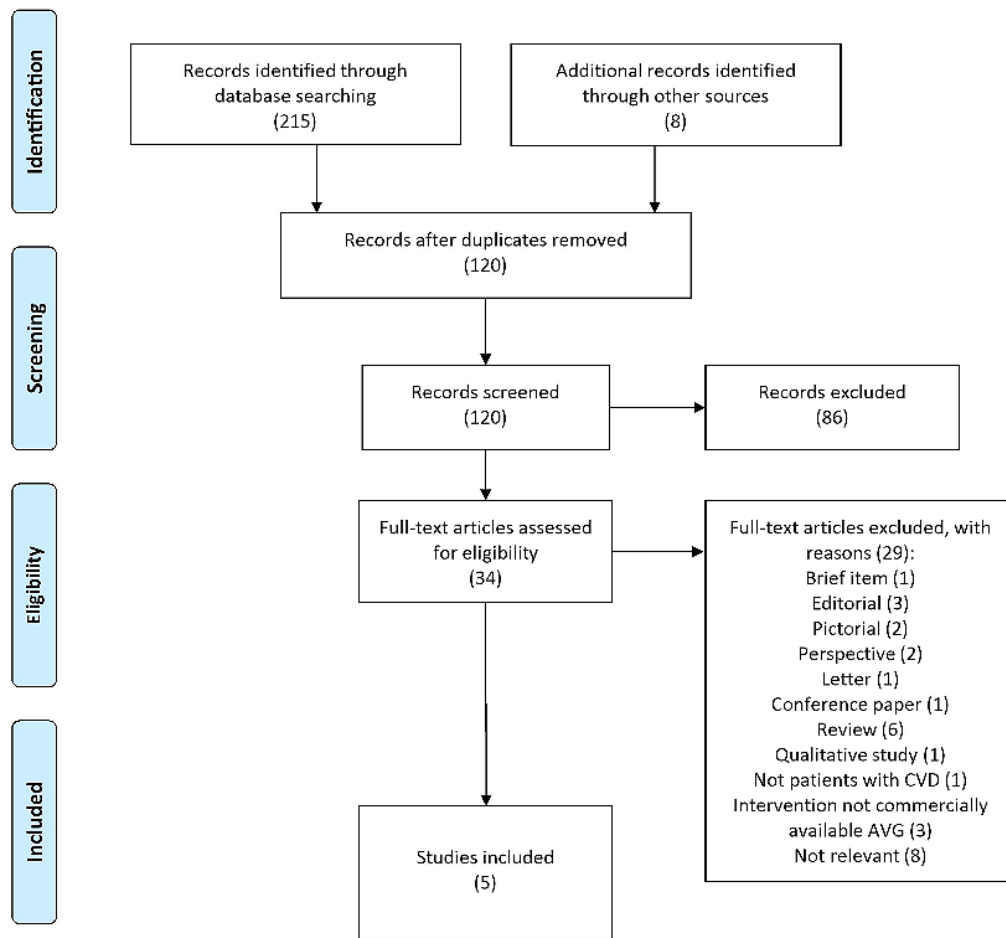 Identification
Records identified through
database searching
(215)
Additional records identified
through other sources
(8)
Records after duplicates removed
(120)
Screening
Records screened
(120)
Records excluded
(86)
Eligibility
Full-text articles assessed
for eligibility
(34)
Full-text articles excluded, with
reasons (29):
Brief item (1)
Editorial (3)
Pictorial (2)
Perspective (2)
Letter (1)
Conference paper (1)
Review (6)
Qualitative study (1)
Not patients with CVD (1)
Intervention not commercially
available AVG (3)
Not relevant (8)
Included
Studies included
(5)